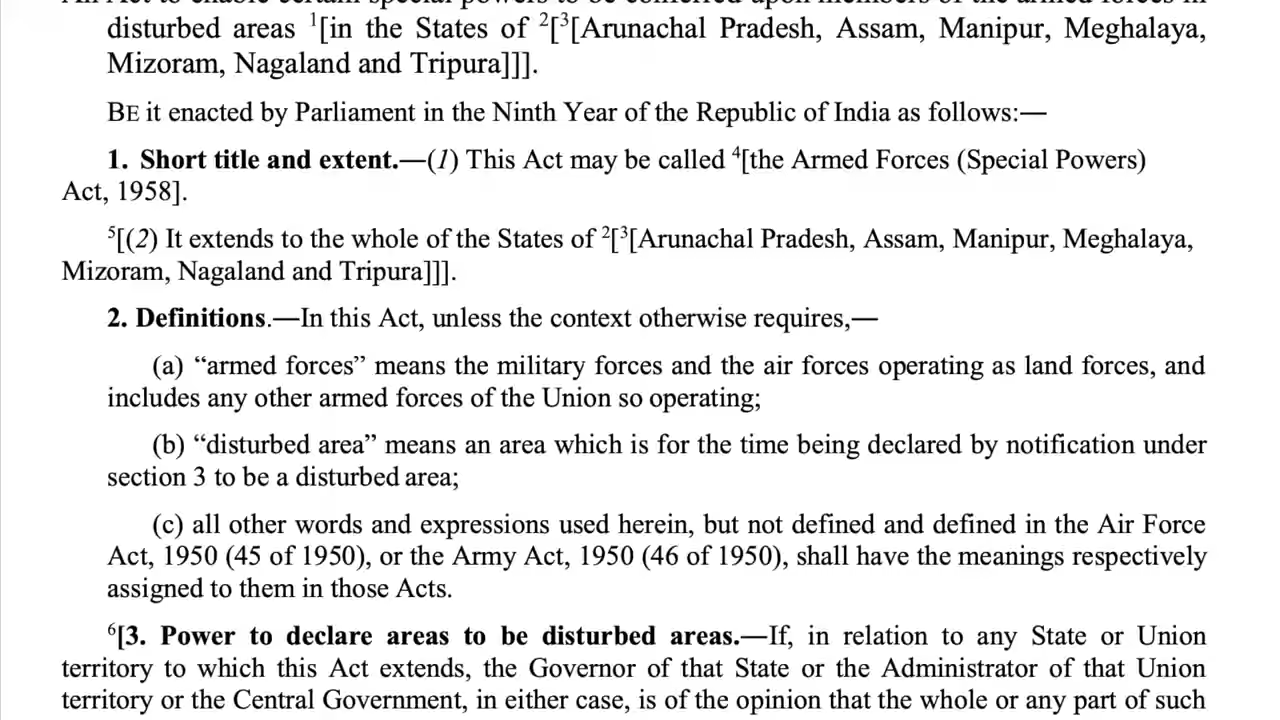 disturbed areas ¹[in the States of ²[³[Arunachal Pradesh, Assam, Manipur, Meghalaya,
Mizoram, Nagaland and Tripura]]].
BE it enacted by Parliament in the Ninth Year of the Republic of India as follows:—
1. Short title and extent.—(1) This Act may be called ⁴[the Armed Forces (Special Powers)
Act, 1958].
⁵[(2) It extends to the whole of the States of ²[³[Arunachal Pradesh, Assam, Manipur, Meghalaya,
Mizoram, Nagaland and Tripura]]].
2. Definitions.—In this Act, unless the context otherwise requires,—
(a) “armed forces” means the military forces and the air forces operating as land forces, and
includes any other armed forces of the Union so operating;
(b) “disturbed area” means an area which is for the time being declared by notification under
section 3 to be a disturbed area;
(c) all other words and expressions used herein, but not defined and defined in the Air Force
Act, 1950 (45 of 1950), or the Army Act, 1950 (46 of 1950), shall have the meanings respectively
assigned to them in those Acts.
⁶[3. Power to declare areas to be disturbed areas.—If, in relation to any State or Union
territory to which this Act extends, the Governor of that State or the Administrator of that Union
territory or the Central Government, in either case, is of the opinion that the whole or any part of such